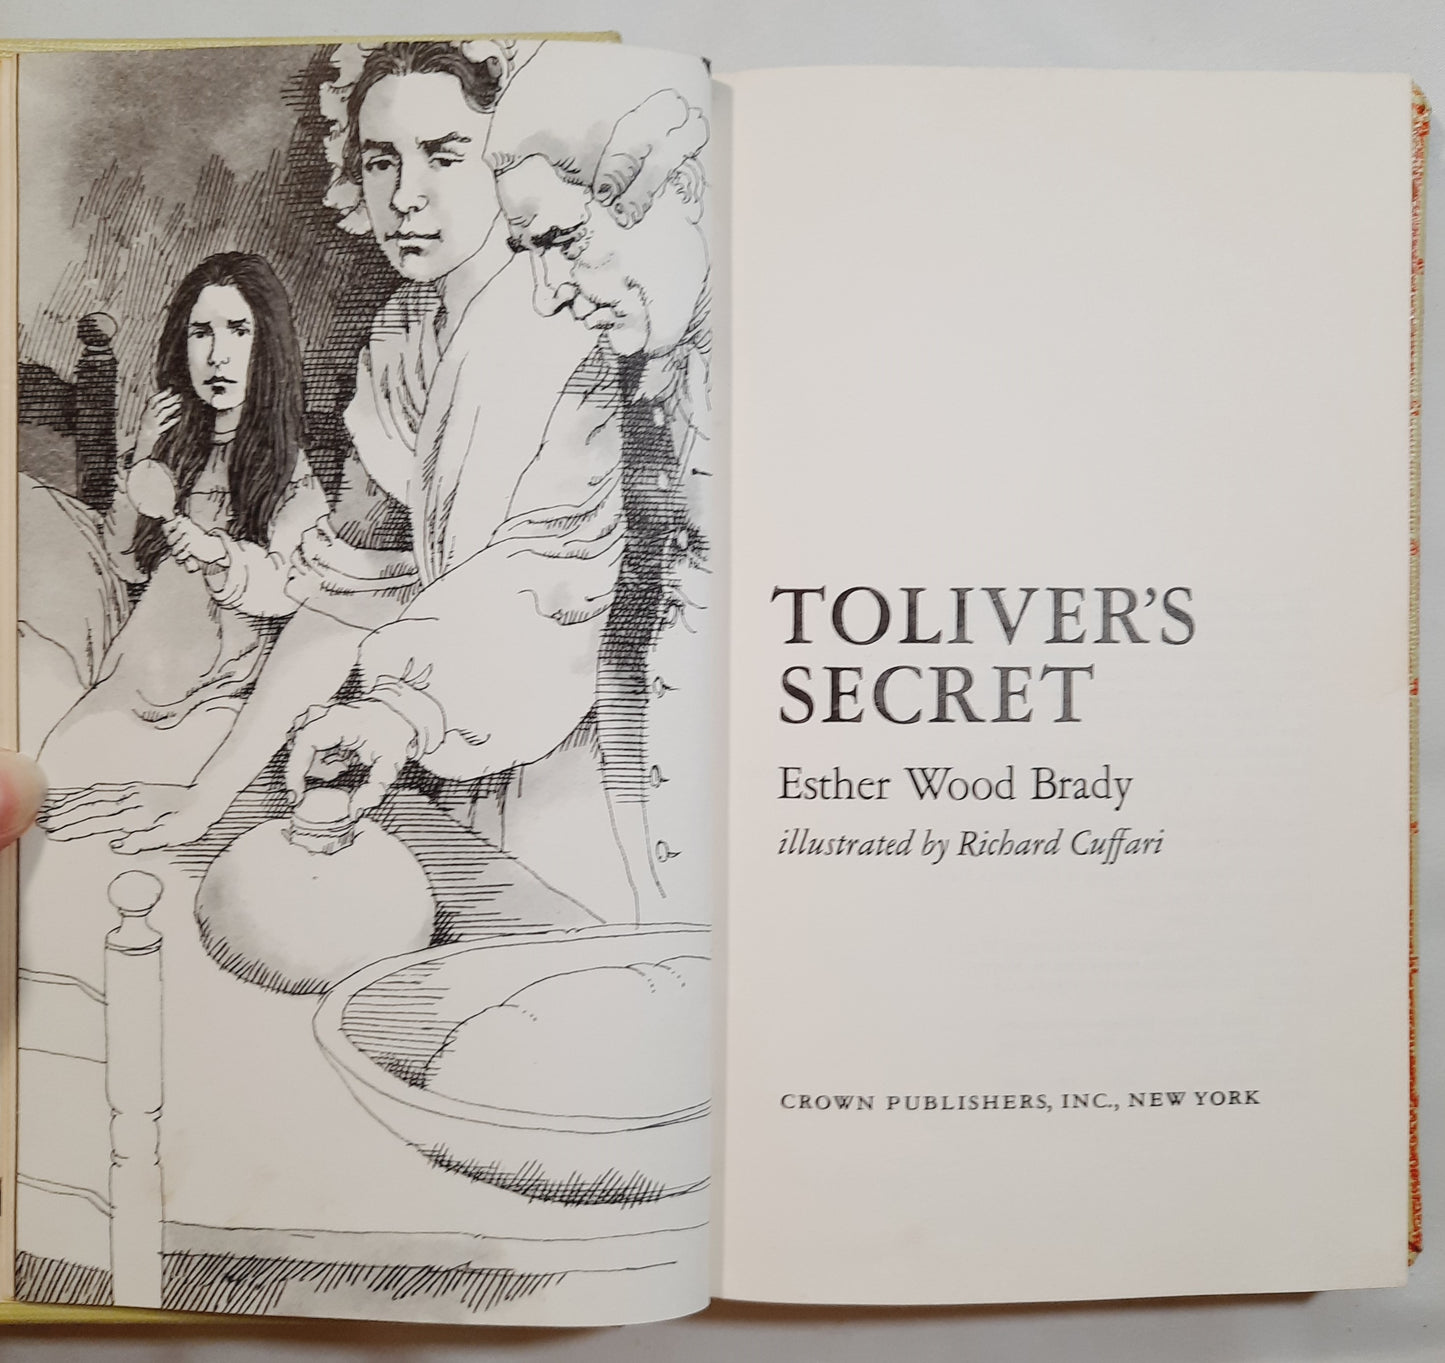 TOLIVER'S
SECRET
Esther Wood Brady
illustrated by Richard Cuffari
CROWN PUBLISHERS, INC., NEW YORK